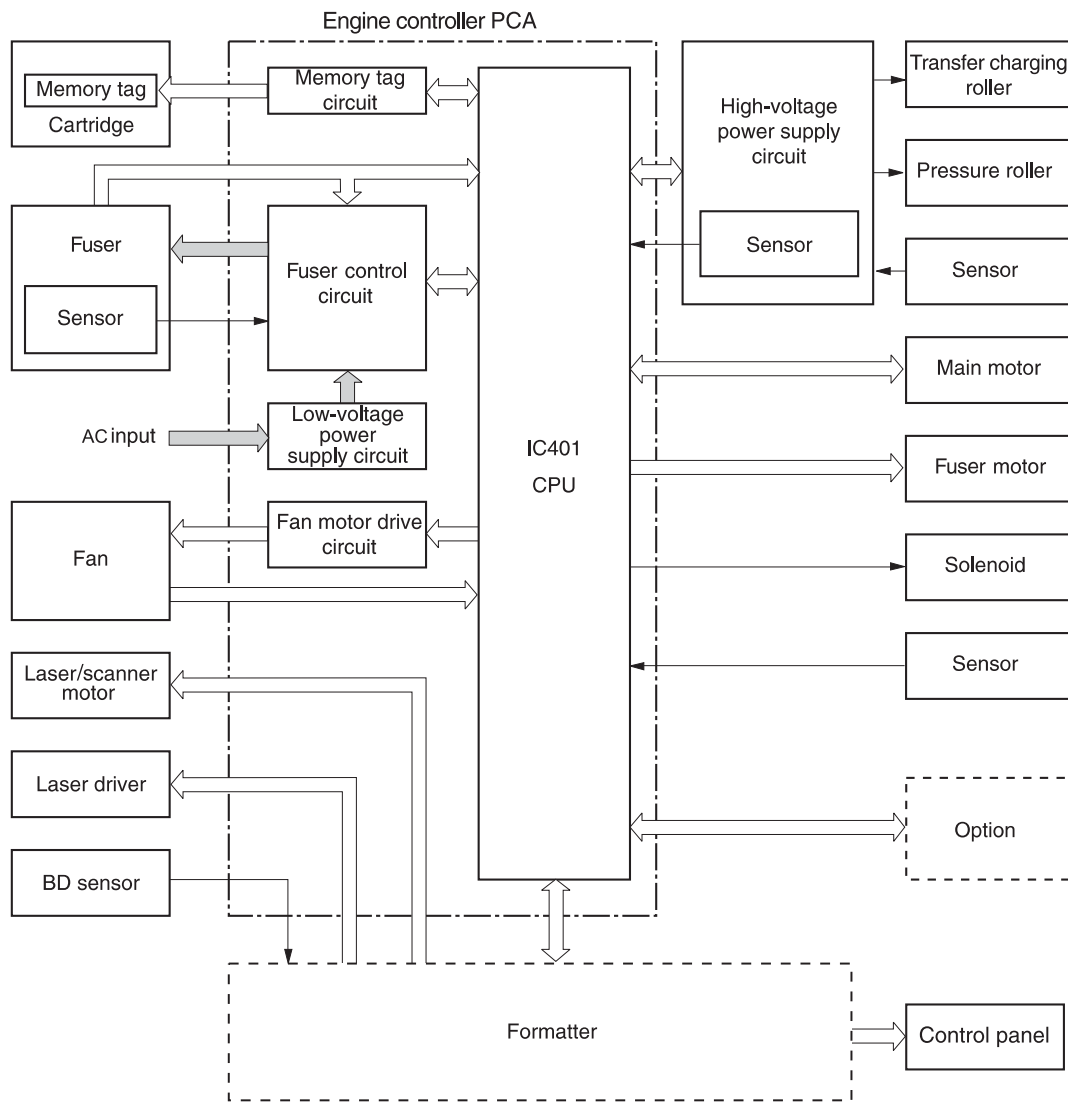 Engine controller PCA
Memory tag
Cartridge
Memory tag
circuit
High-voltage
power supply
circuit
Sensor
Transfer charging
roller
Pressure roller
Sensor
Fuser
Sensor
Fuser control
circuit
Main motor
AC input
Low-voltage
power
supply circuit
IC401
CPU
Fuser motor
Fan
Fan motor drive
circuit
Solenoid
Laser/scanner
motor
Sensor
Laser driver
Option
BD sensor
Formatter
Control panel